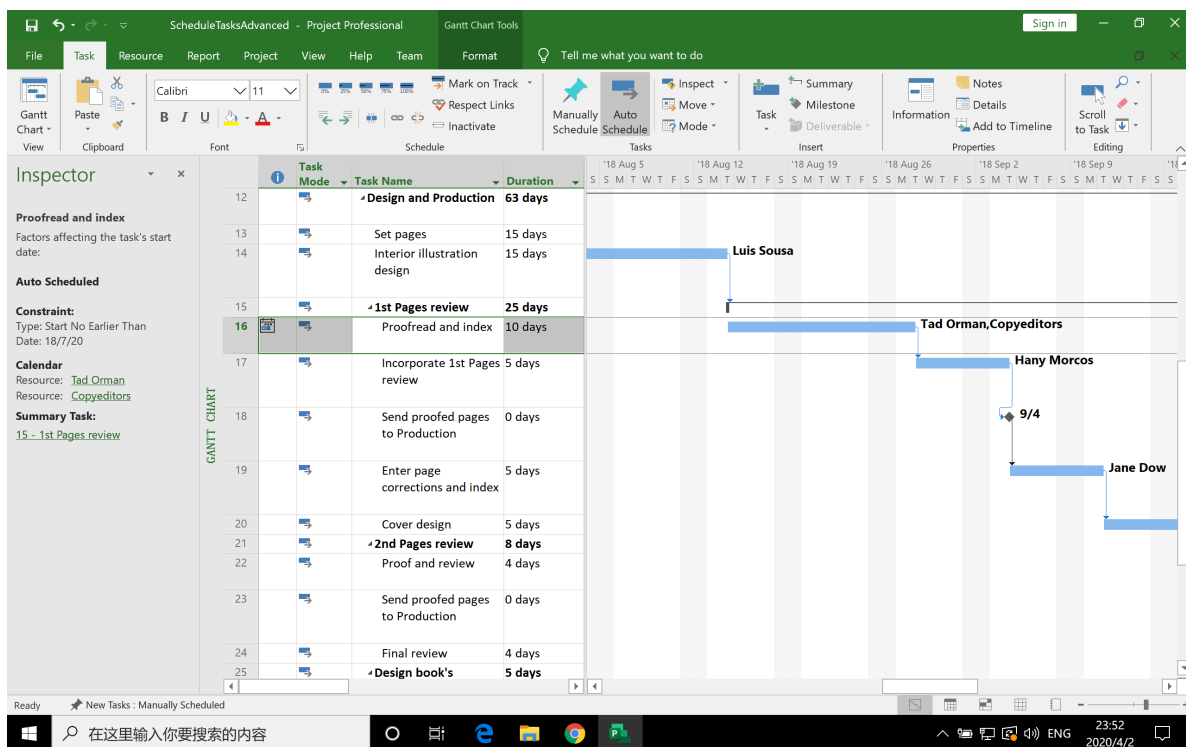 ScheduleTasksAdvanced - Project Professional
Gantt Chart Tools
Sign in
File Task Resource Report Project View Help Team Format Tell me what you want to do
Gantt Chart
View
Paste
Clipboard
Calibri 11
B I U A
Font
0% 25% 50% 75% 100%
Mark on Track
Respect Links
Inactivate
Schedule
Manually Schedule
Auto Schedule
Inspect
Move
Mode
Tasks
Task
Summary
Milestone
Deliverable
Insert
Information
Notes
Details
Add to Timeline
Properties
Scroll to Task
Editing
Inspector
Proofread and index
Factors affecting the task's start
date:
Auto Scheduled
Constraint:
Type: Start No Earlier Than
Date: 18/7/20
Calendar
Resource: Tad Orman
Resource: Copyeditors
Summary Task:
15 - 1st Pages review
GANTT CHART
Task Mode Task Name Duration
12 Design and Production 63 days
13 Set pages 15 days
14 Interior illustration design 15 days
15 1st Pages review 25 days
16 Proofread and index 10 days
17 Incorporate 1st Pages review 5 days
18 Send proofed pages to Production 0 days
19 Enter page corrections and index 5 days
20 Cover design 5 days
21 2nd Pages review 8 days
22 Proof and review 4 days
23 Send proofed pages to Production 0 days
24 Final review 4 days
25 Design book's 5 days
'18 Aug 5 '18 Aug 12 '18 Aug 19 '18 Aug 26 '18 Sep 2 '18 Sep 9
S S M T W T F S S M T W T F S S M T W T F S S M T W T F S S M T W T F S S M T W T F S S
Luis Sousa
Tad Orman,Copyeditors
Hany Morcos
9/4
Jane Dow
Ready New Tasks : Manually Scheduled
在这里输入你要搜索的内容
ENG
23:52
2020/4/2